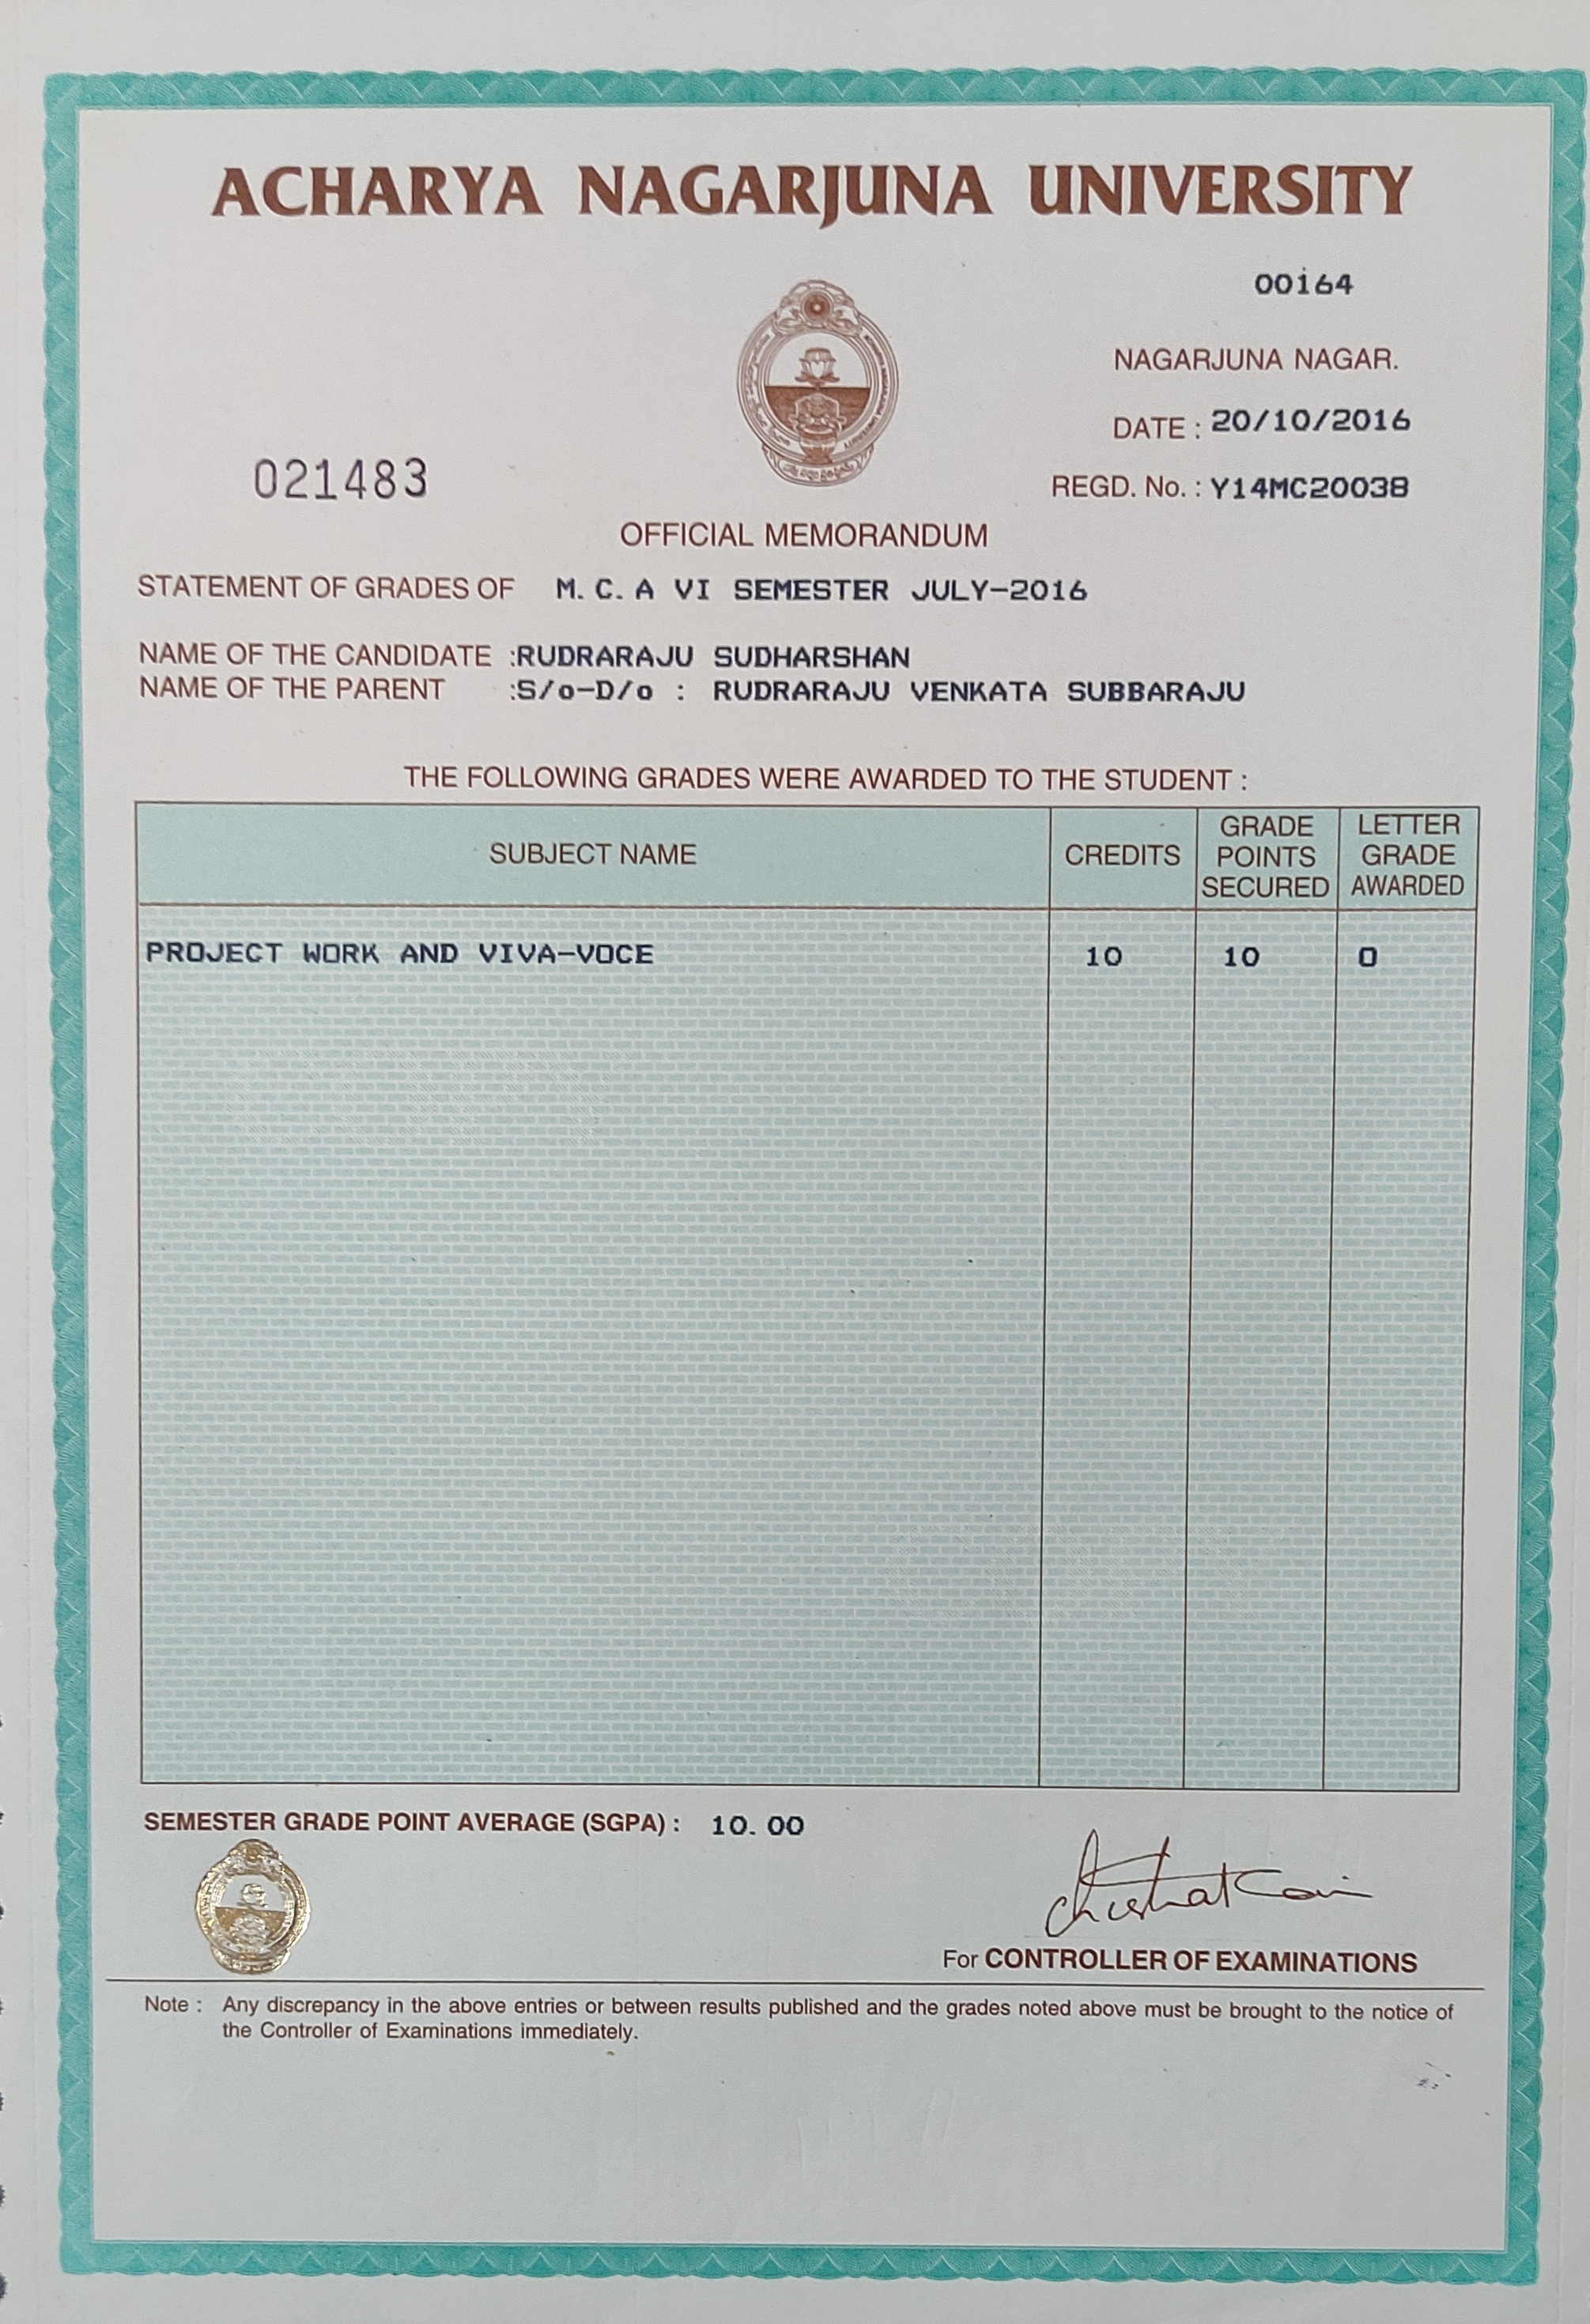 ACHARYA NAGARJUNA UNIVERSITY
00164
NAGARJUNA NAGAR.
DATE : 20/10/2016
021483
REGD. No. : Y14MC20038
OFFICIAL MEMORANDUM
STATEMENT OF GRADES OF M. C. A VI SEMESTER JULY-2016
NAME OF THE CANDIDATE :RUDRARAJU SUDHARSHAN
NAME OF THE PARENT :S/o-D/o : RUDRARAJU VENKATA SUBBARAJU
THE FOLLOWING GRADES WERE AWARDED TO THE STUDENT :
SUBJECT NAME CREDITS GRADE POINTS SECURED LETTER GRADE AWARDED
PROJECT WORK AND VIVA-VOCE 10 10 O
SEMESTER GRADE POINT AVERAGE (SGPA) : 10. 00
For CONTROLLER OF EXAMINATIONS
Note : Any discrepancy in the above entries or between results published and the grades noted above must be brought to the notice of
the Controller of Examinations immediately.